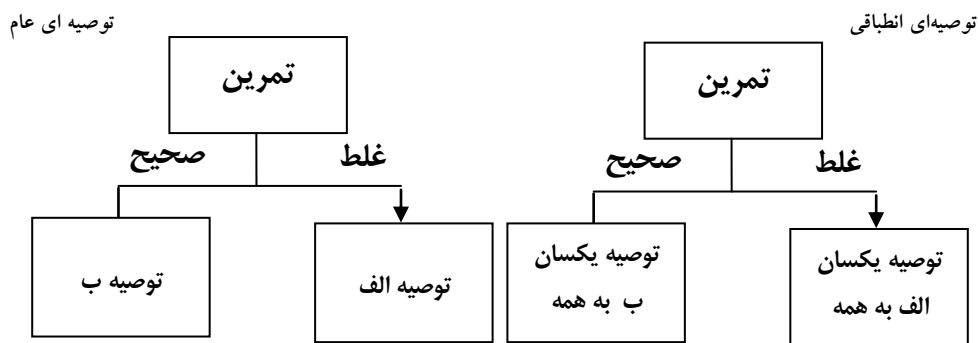 توصیه‌ای انطباقی
توصیه ای عام
تمرین
تمرین
غلط
صحیح
غلط
صحیح
توصیه یکسان
الف به همه
توصیه یکسان
ب به همه
توصیه الف
توصیه ب